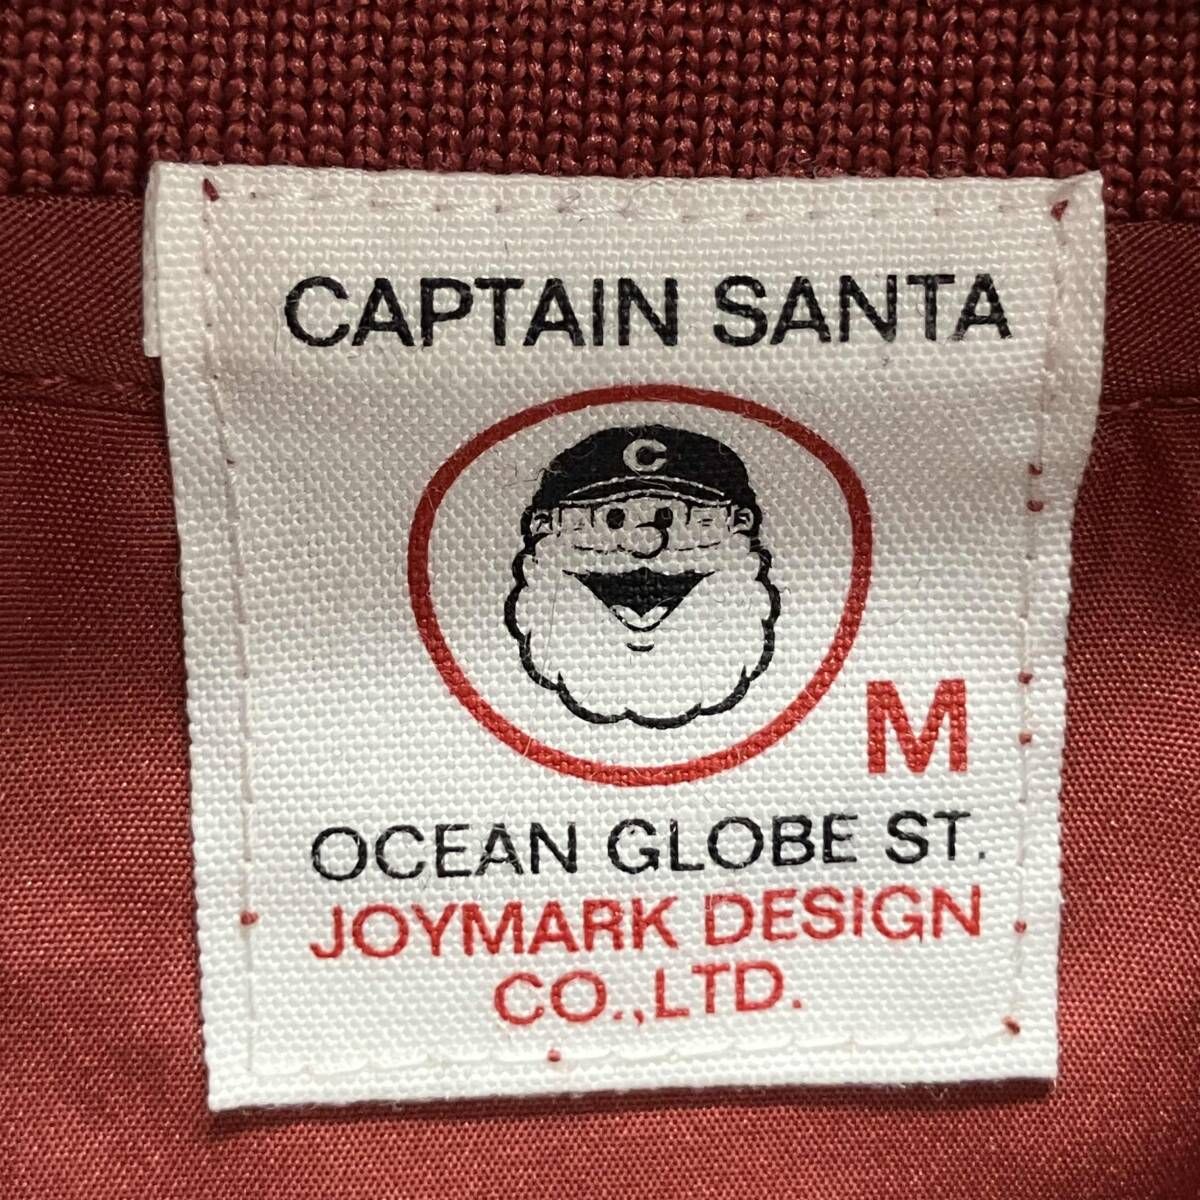 CAPTAIN SANTA
C
M
OCEAN GLOBE ST.
JOYMARK DESIGN
CO.,LTD.